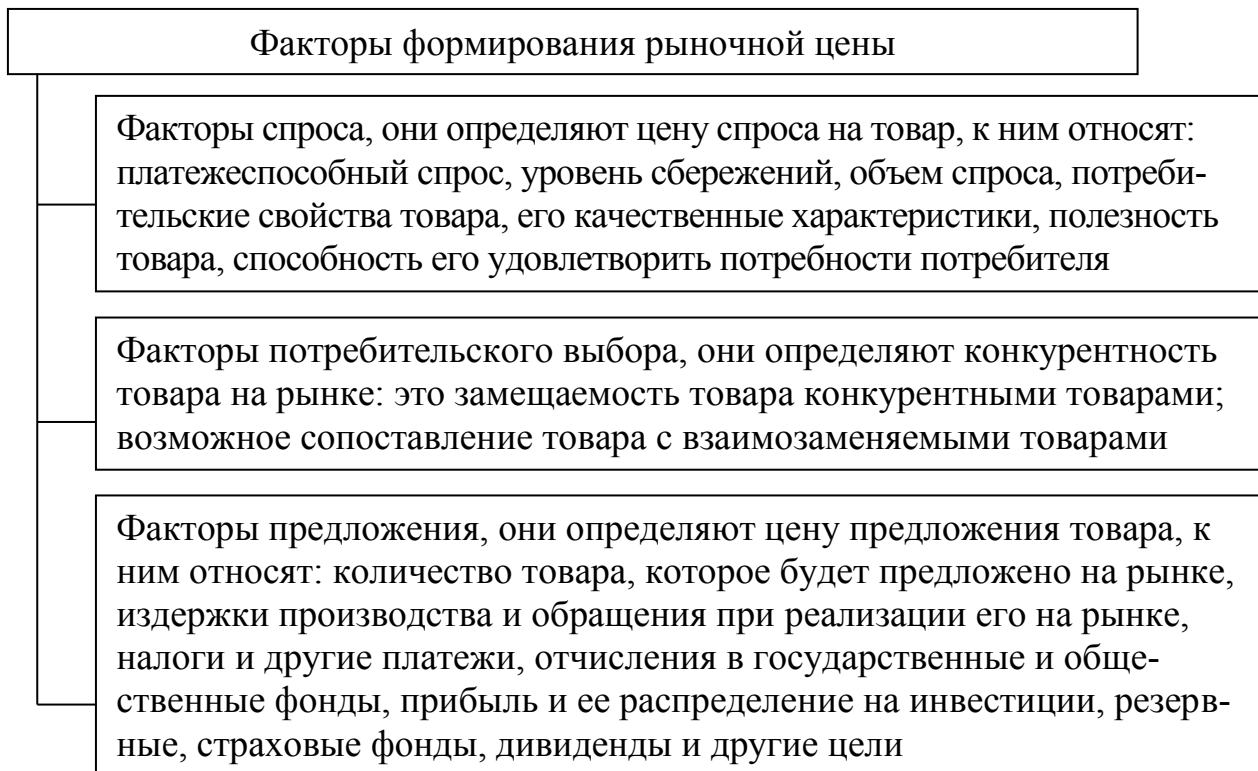 Факторы формирования рыночной цены
Факторы спроса, они определяют цену спроса на товар, к ним относят:
платежеспособный спрос, уровень сбережений, объем спроса, потреби-
тельские свойства товара, его качественные характеристики, полезность
товара, способность его удовлетворить потребности потребителя
Факторы потребительского выбора, они определяют конкурентность
товара на рынке: это замещаемость товара конкурентными товарами;
возможное сопоставление товара с взаимозаменяемыми товарами
Факторы предложения, они определяют цену предложения товара, к
ним относят: количество товара, которое будет предложено на рынке,
издержки производства и обращения при реализации его на рынке,
налоги и другие платежи, отчисления в государственные и обще-
ственные фонды, прибыль и ее распределение на инвестиции, резерв-
ные, страховые фонды, дивиденды и другие цели